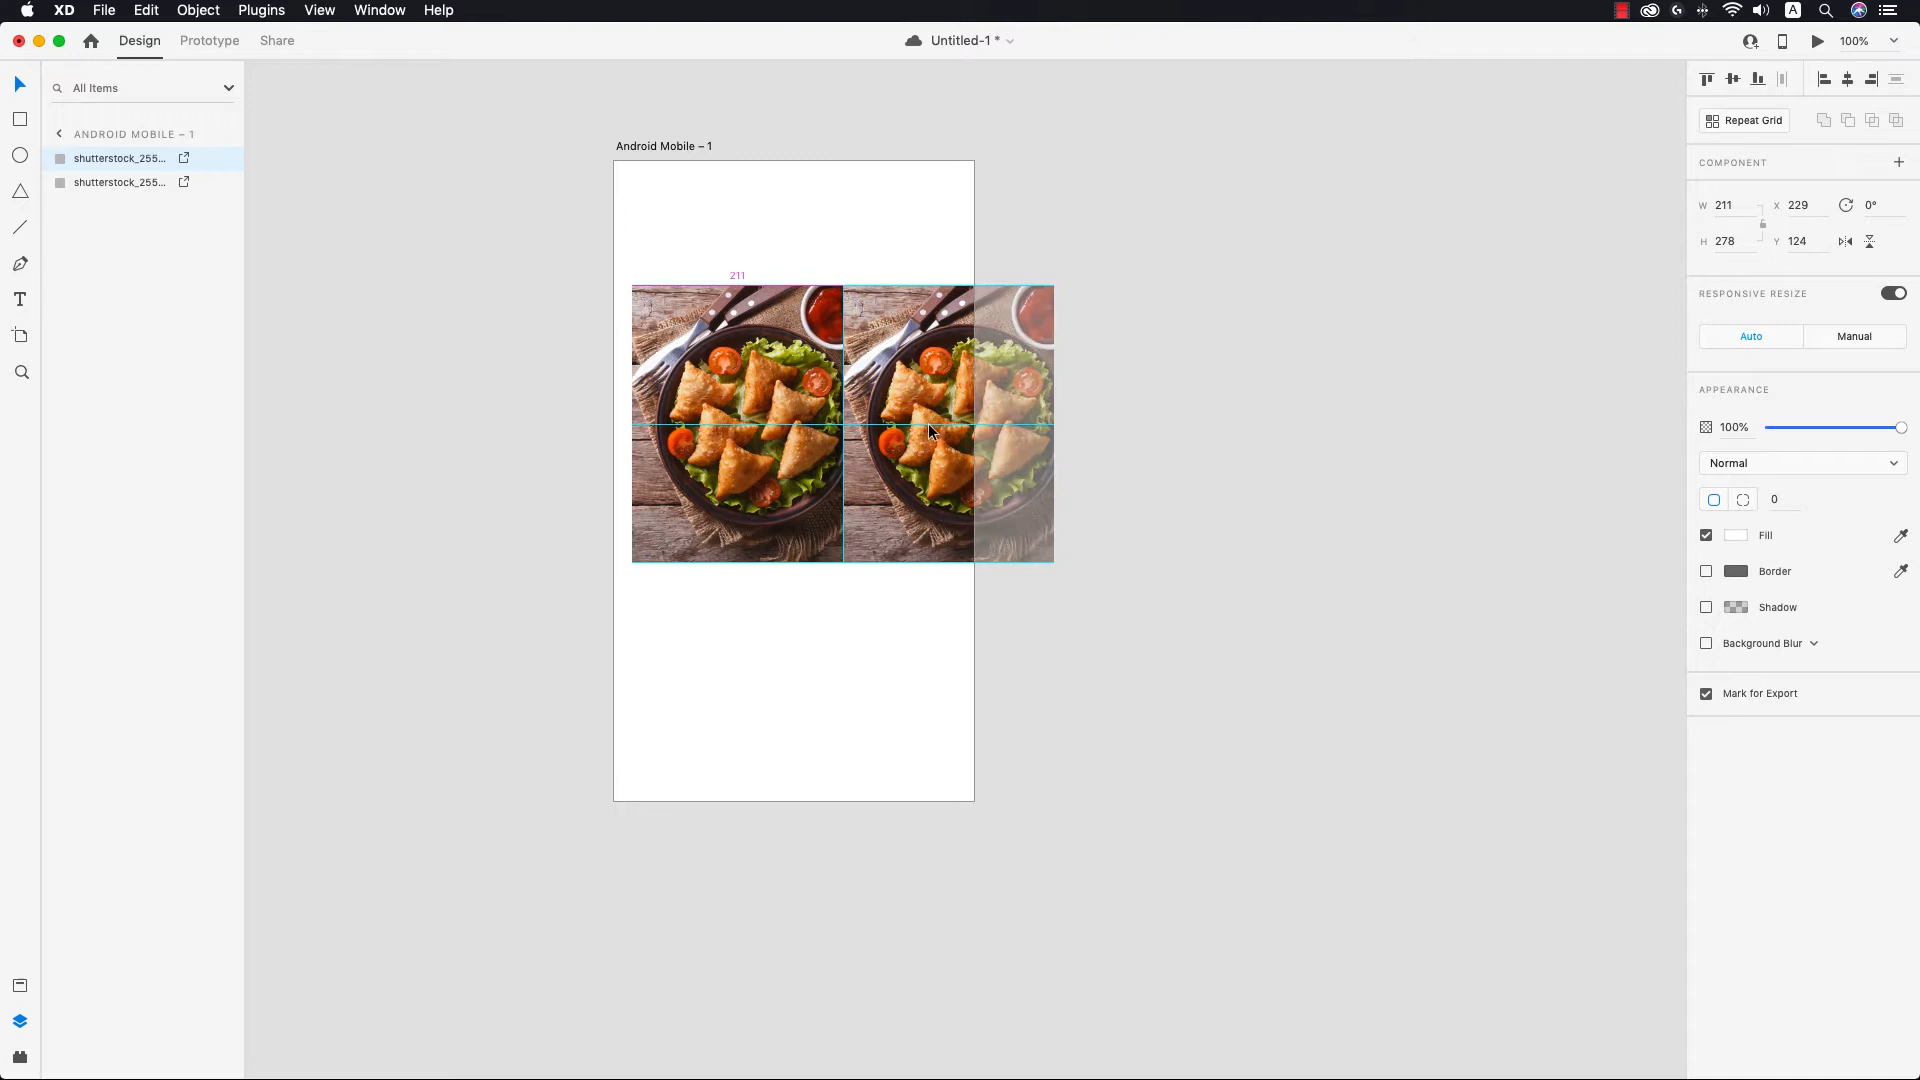 XD File Edit Object Plugins View Window Help
A
Design Prototype Share
Untitled-1 *
100%
All Items
ANDROID MOBILE – 1
shutterstock_255...
shutterstock_255...
Android Mobile – 1
211
Repeat Grid
COMPONENT
W 211 X 229 0°
H 278 Y 124
RESPONSIVE RESIZE
Auto Manual
APPEARANCE
100%
Normal
0
Fill
Border
Shadow
Background Blur
Mark for Export